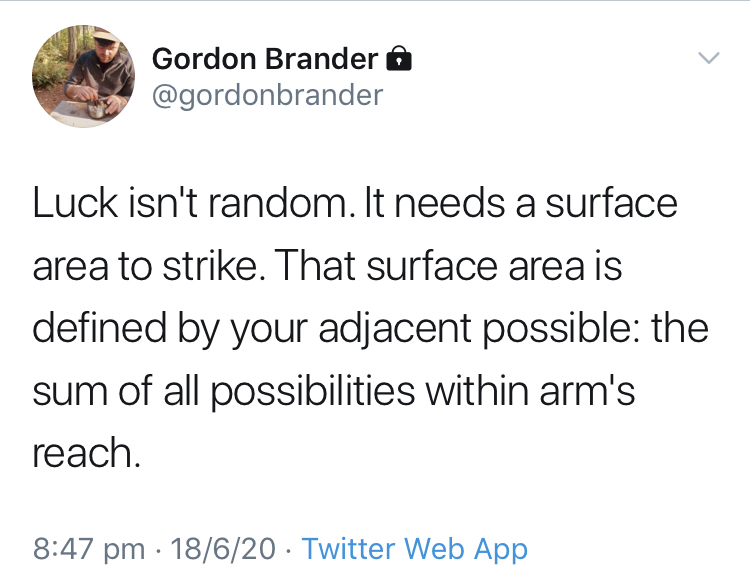 Gordon Brander
@gordonbrander
Luck isn't random. It needs a surface
area to strike. That surface area is
defined by your adjacent possible: the
sum of all possibilities within arm's
reach.
8:47 pm · 18/6/20 · Twitter Web App